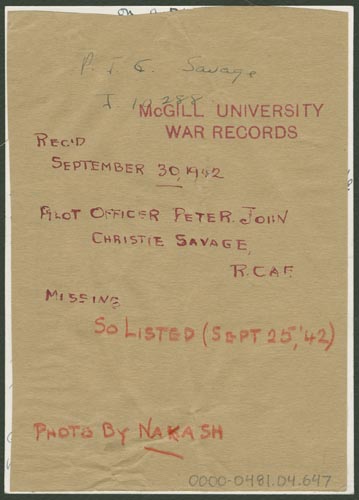 P. J. C. Savage
McGILL UNIVERSITY
WAR RECORDS
REC'D
SEPTEMBER 30, 1942
PILOT OFFICER PETER JOHN
CHRISTIE SAVAGE,
R.C.A.F.
MISSING
SO LISTED (SEPT 25, '42)
PHOTO BY NAKASH
0000-0481.04.647